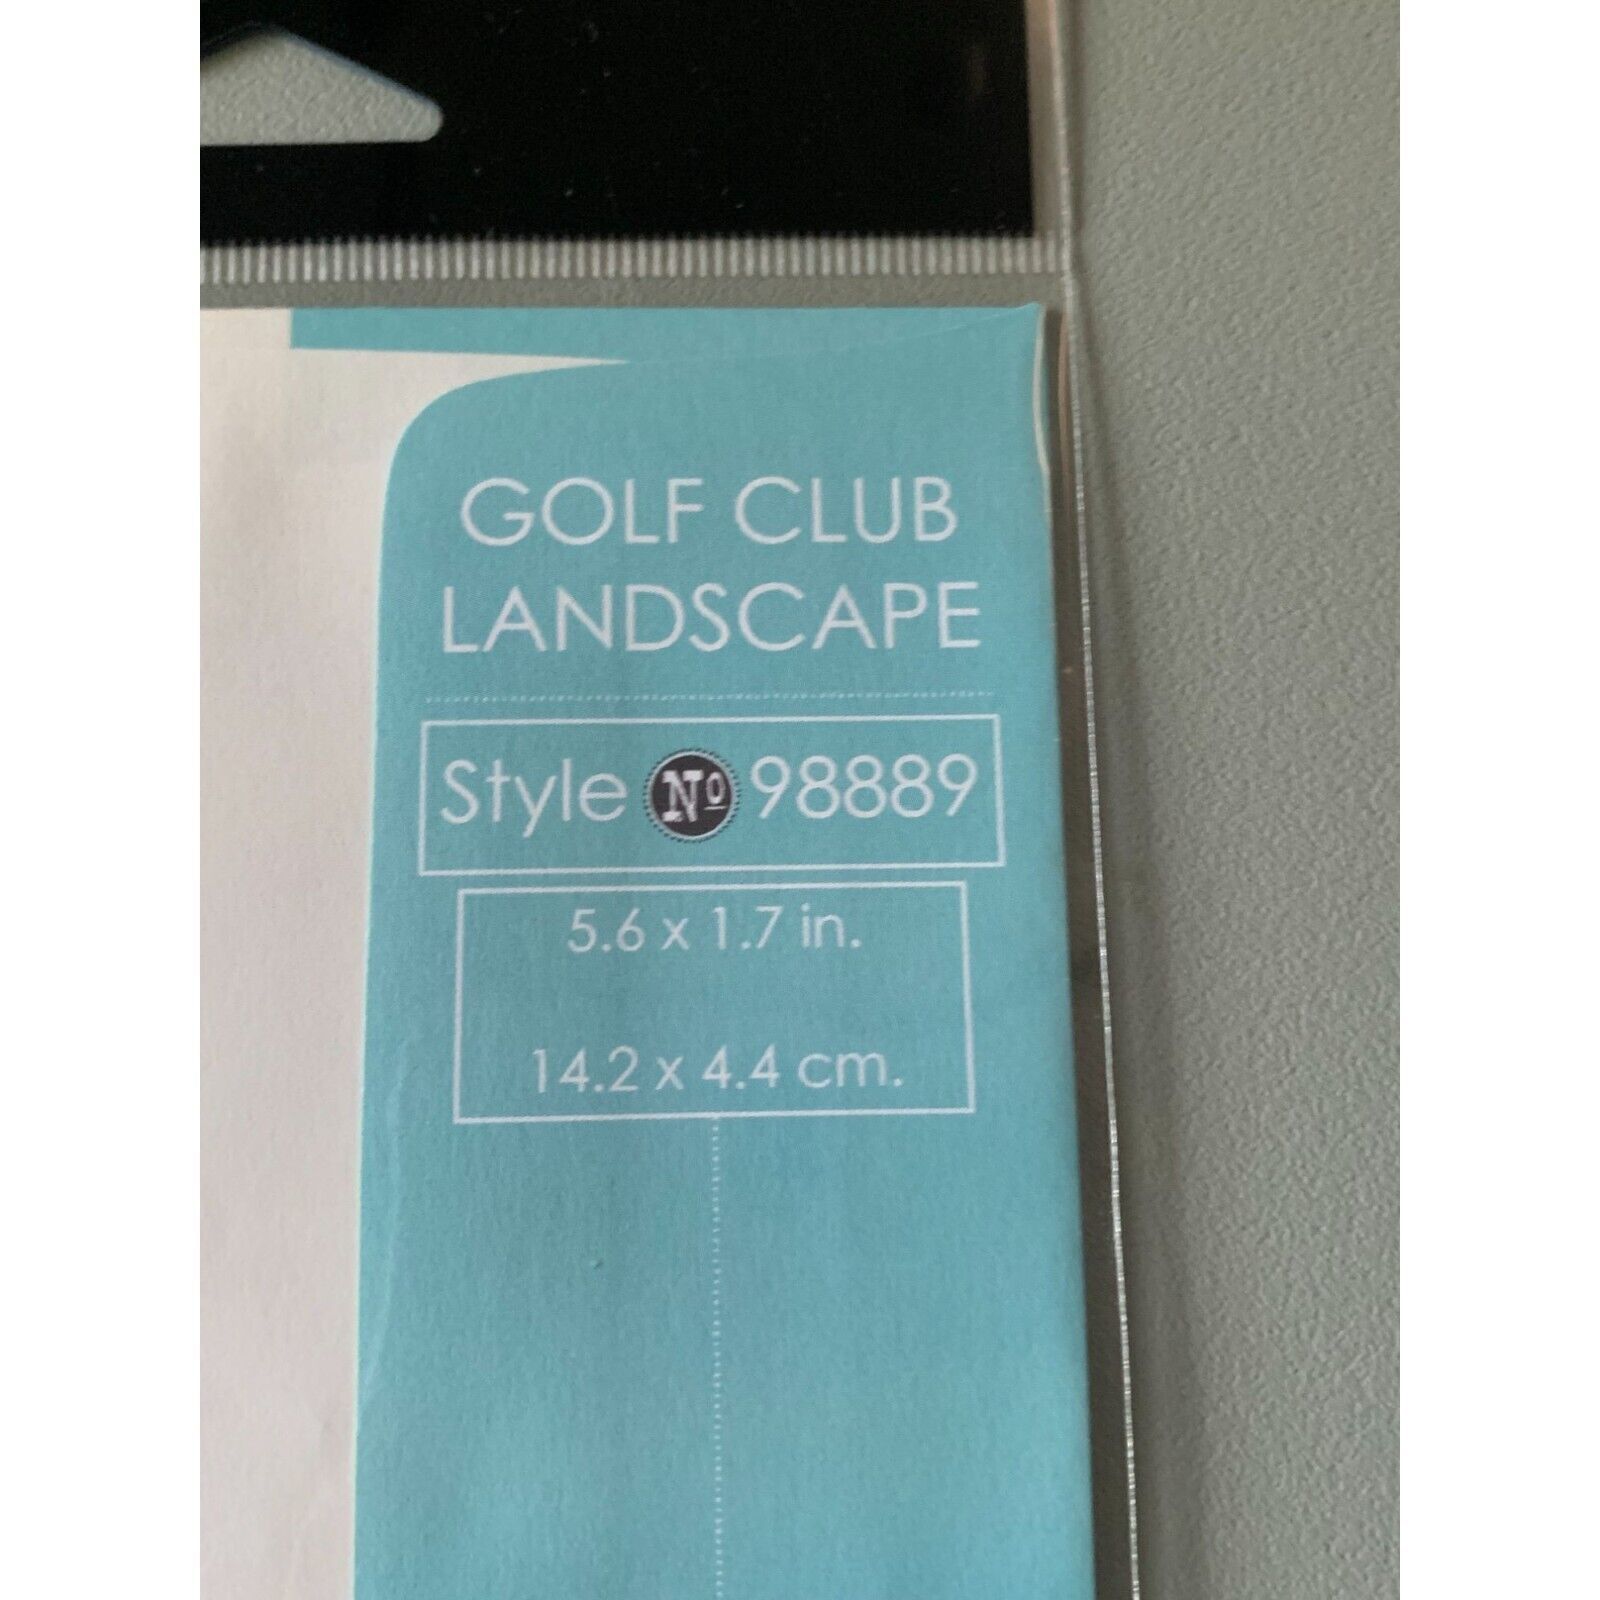 GOLF CLUB
LANDSCAPE
Style No 98889
5.6 x 1.7 in.
14.2 x 4.4 cm.